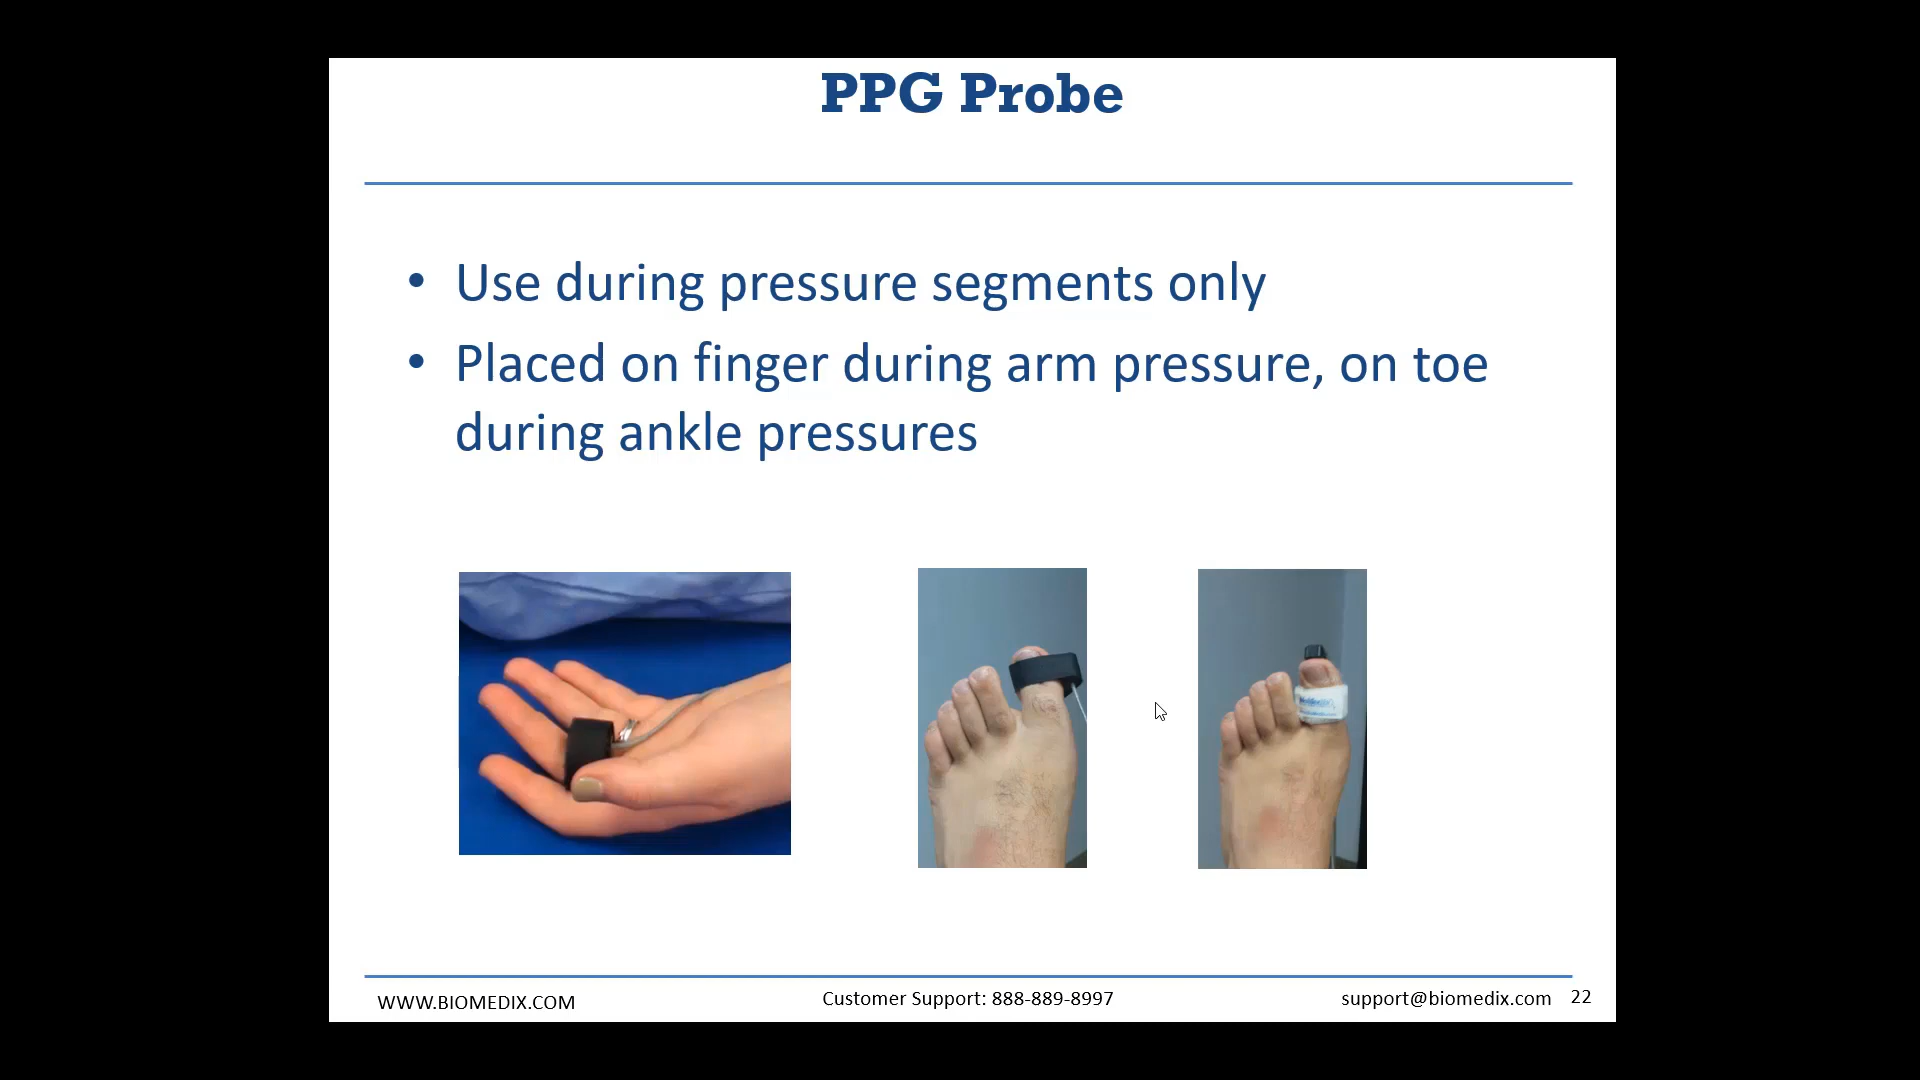 PPG Probe
• Use during pressure segments only
• Placed on finger during arm pressure, on toe
during ankle pressures
WWW.BIOMEDIX.COM
Customer Support: 888-889-8997
support@biomedix.com
22